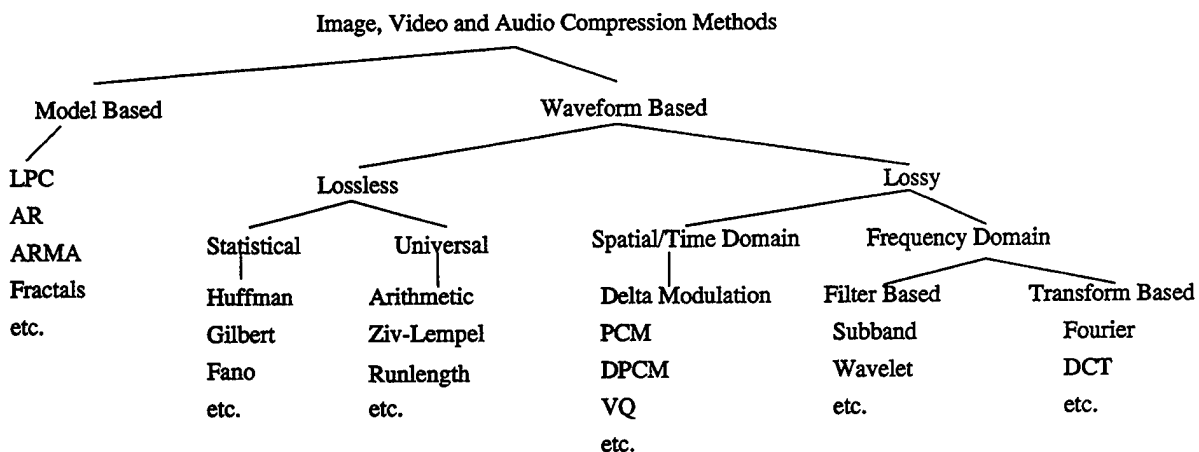 Image, Video and Audio Compression Methods
Model Based
Waveform Based
LPC
AR
ARMA
Fractals
etc.
Lossless
Lossy
Statistical
Universal
Spatial/Time Domain
Frequency Domain
Huffman
Gilbert
Fano
etc.
Arithmetic
Ziv-Lempel
Runlength
etc.
Delta Modulation
PCM
DPCM
VQ
etc.
Filter Based
Subband
Wavelet
etc.
Transform Based
Fourier
DCT
etc.